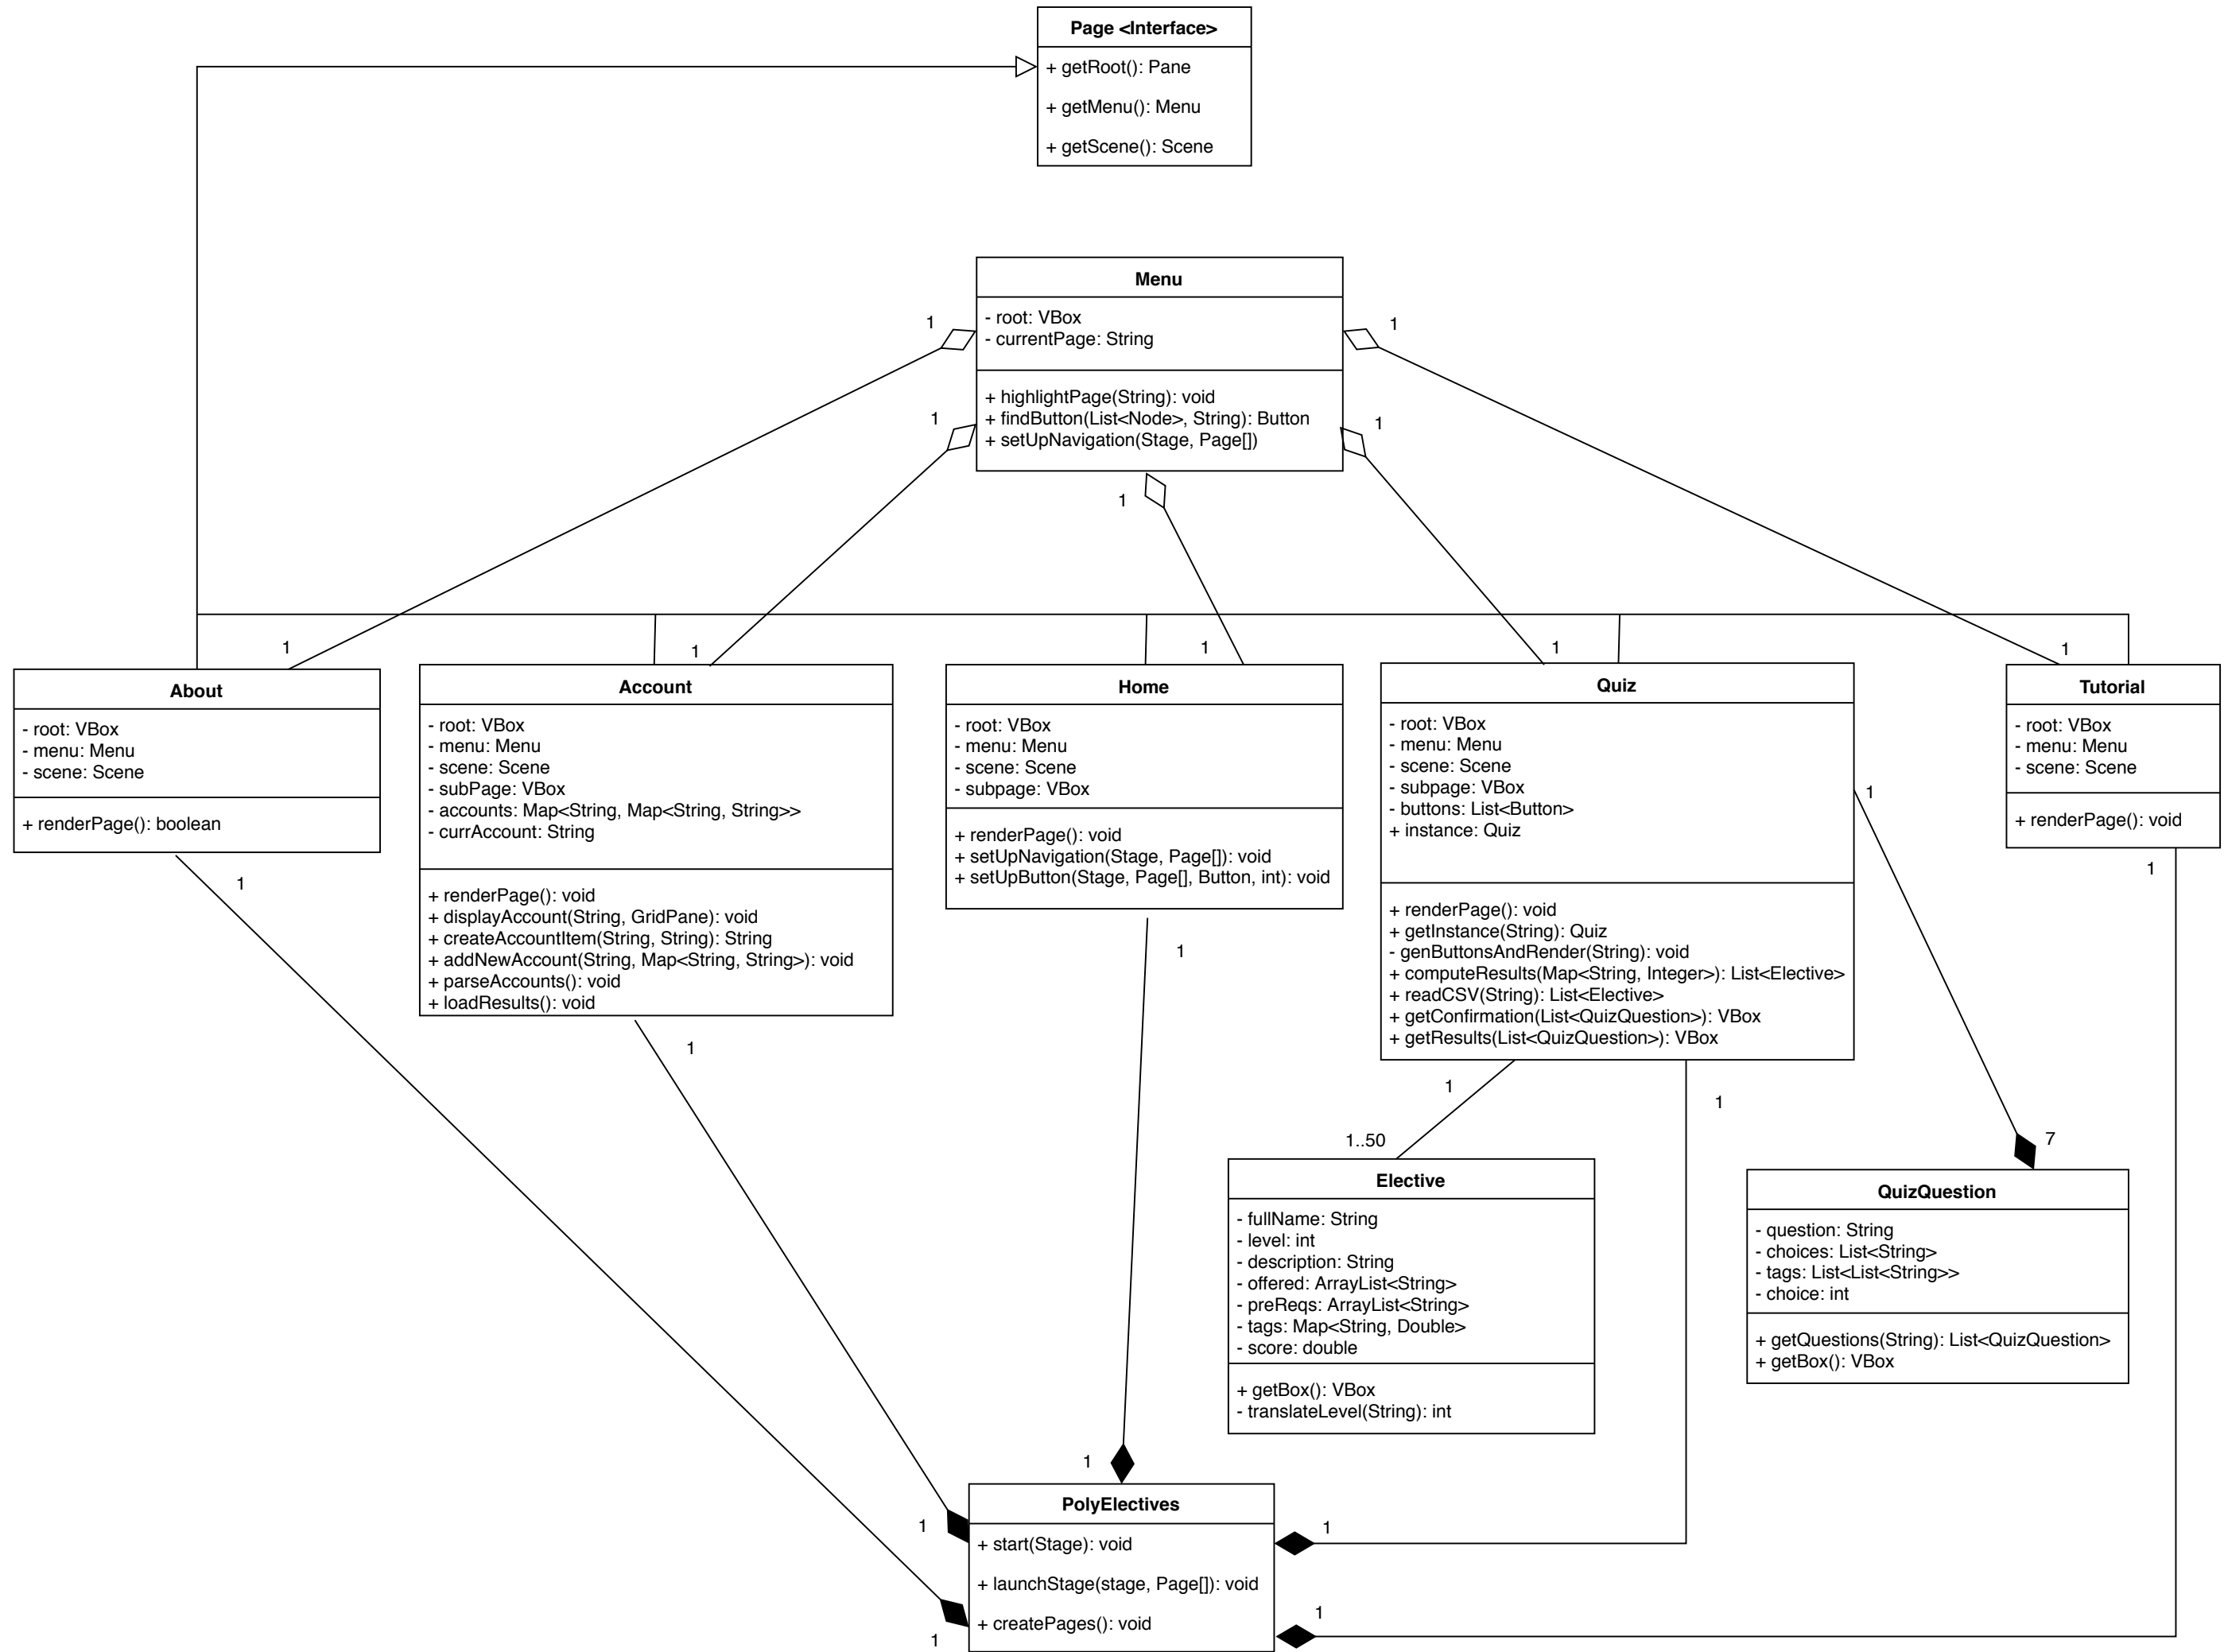 Page <Interface>
+ getRoot(): Pane
+ getMenu(): Menu
+ getScene(): Scene
Menu
- root: VBox
- currentPage: String
+ highlightPage(String): void
+ findButton(List<Node>, String): Button
+ setUpNavigation(Stage, Page[])
1
1
1
1
1
1
1
1
1
1
About
- root: VBox
- menu: Menu
- scene: Scene
+ renderPage(): boolean
1
Account
- root: VBox
- menu: Menu
- scene: Scene
- subPage: VBox
- accounts: Map<String, Map<String, String>>
- currAccount: String
+ renderPage(): void
+ displayAccount(String, GridPane): void
+ createAccountItem(String, String): String
+ addNewAccount(String, Map<String, String>): void
+ parseAccounts(): void
+ loadResults(): void
1
Home
- root: VBox
- menu: Menu
- scene: Scene
- subpage: VBox
+ renderPage(): void
+ setUpNavigation(Stage, Page[]): void
+ setUpButton(Stage, Page[], Button, int): void
1
Quiz
- root: VBox
- menu: Menu
- scene: Scene
- subpage: VBox
- buttons: List<Button>
+ instance: Quiz
+ renderPage(): void
+ getInstance(String): Quiz
- genButtonsAndRender(String): void
+ computeResults(Map<String, Integer>): List<Elective>
+ readCSV(String): List<Elective>
+ getConfirmation(List<QuizQuestion>): VBox
+ getResults(List<QuizQuestion>): VBox
1
1
1
Tutorial
- root: VBox
- menu: Menu
- scene: Scene
+ renderPage(): void
1
1..50
Elective
- fullName: String
- level: int
- description: String
- offered: ArrayList<String>
- preReqs: ArrayList<String>
- tags: Map<String, Double>
- score: double
+ getBox(): VBox
- translateLevel(String): int
7
QuizQuestion
- question: String
- choices: List<String>
- tags: List<List<String>>
- choice: int
+ getQuestions(String): List<QuizQuestion>
+ getBox(): VBox
1
1
1
1
1
PolyElectives
+ start(Stage): void
+ launchStage(stage, Page[]): void
+ createPages(): void